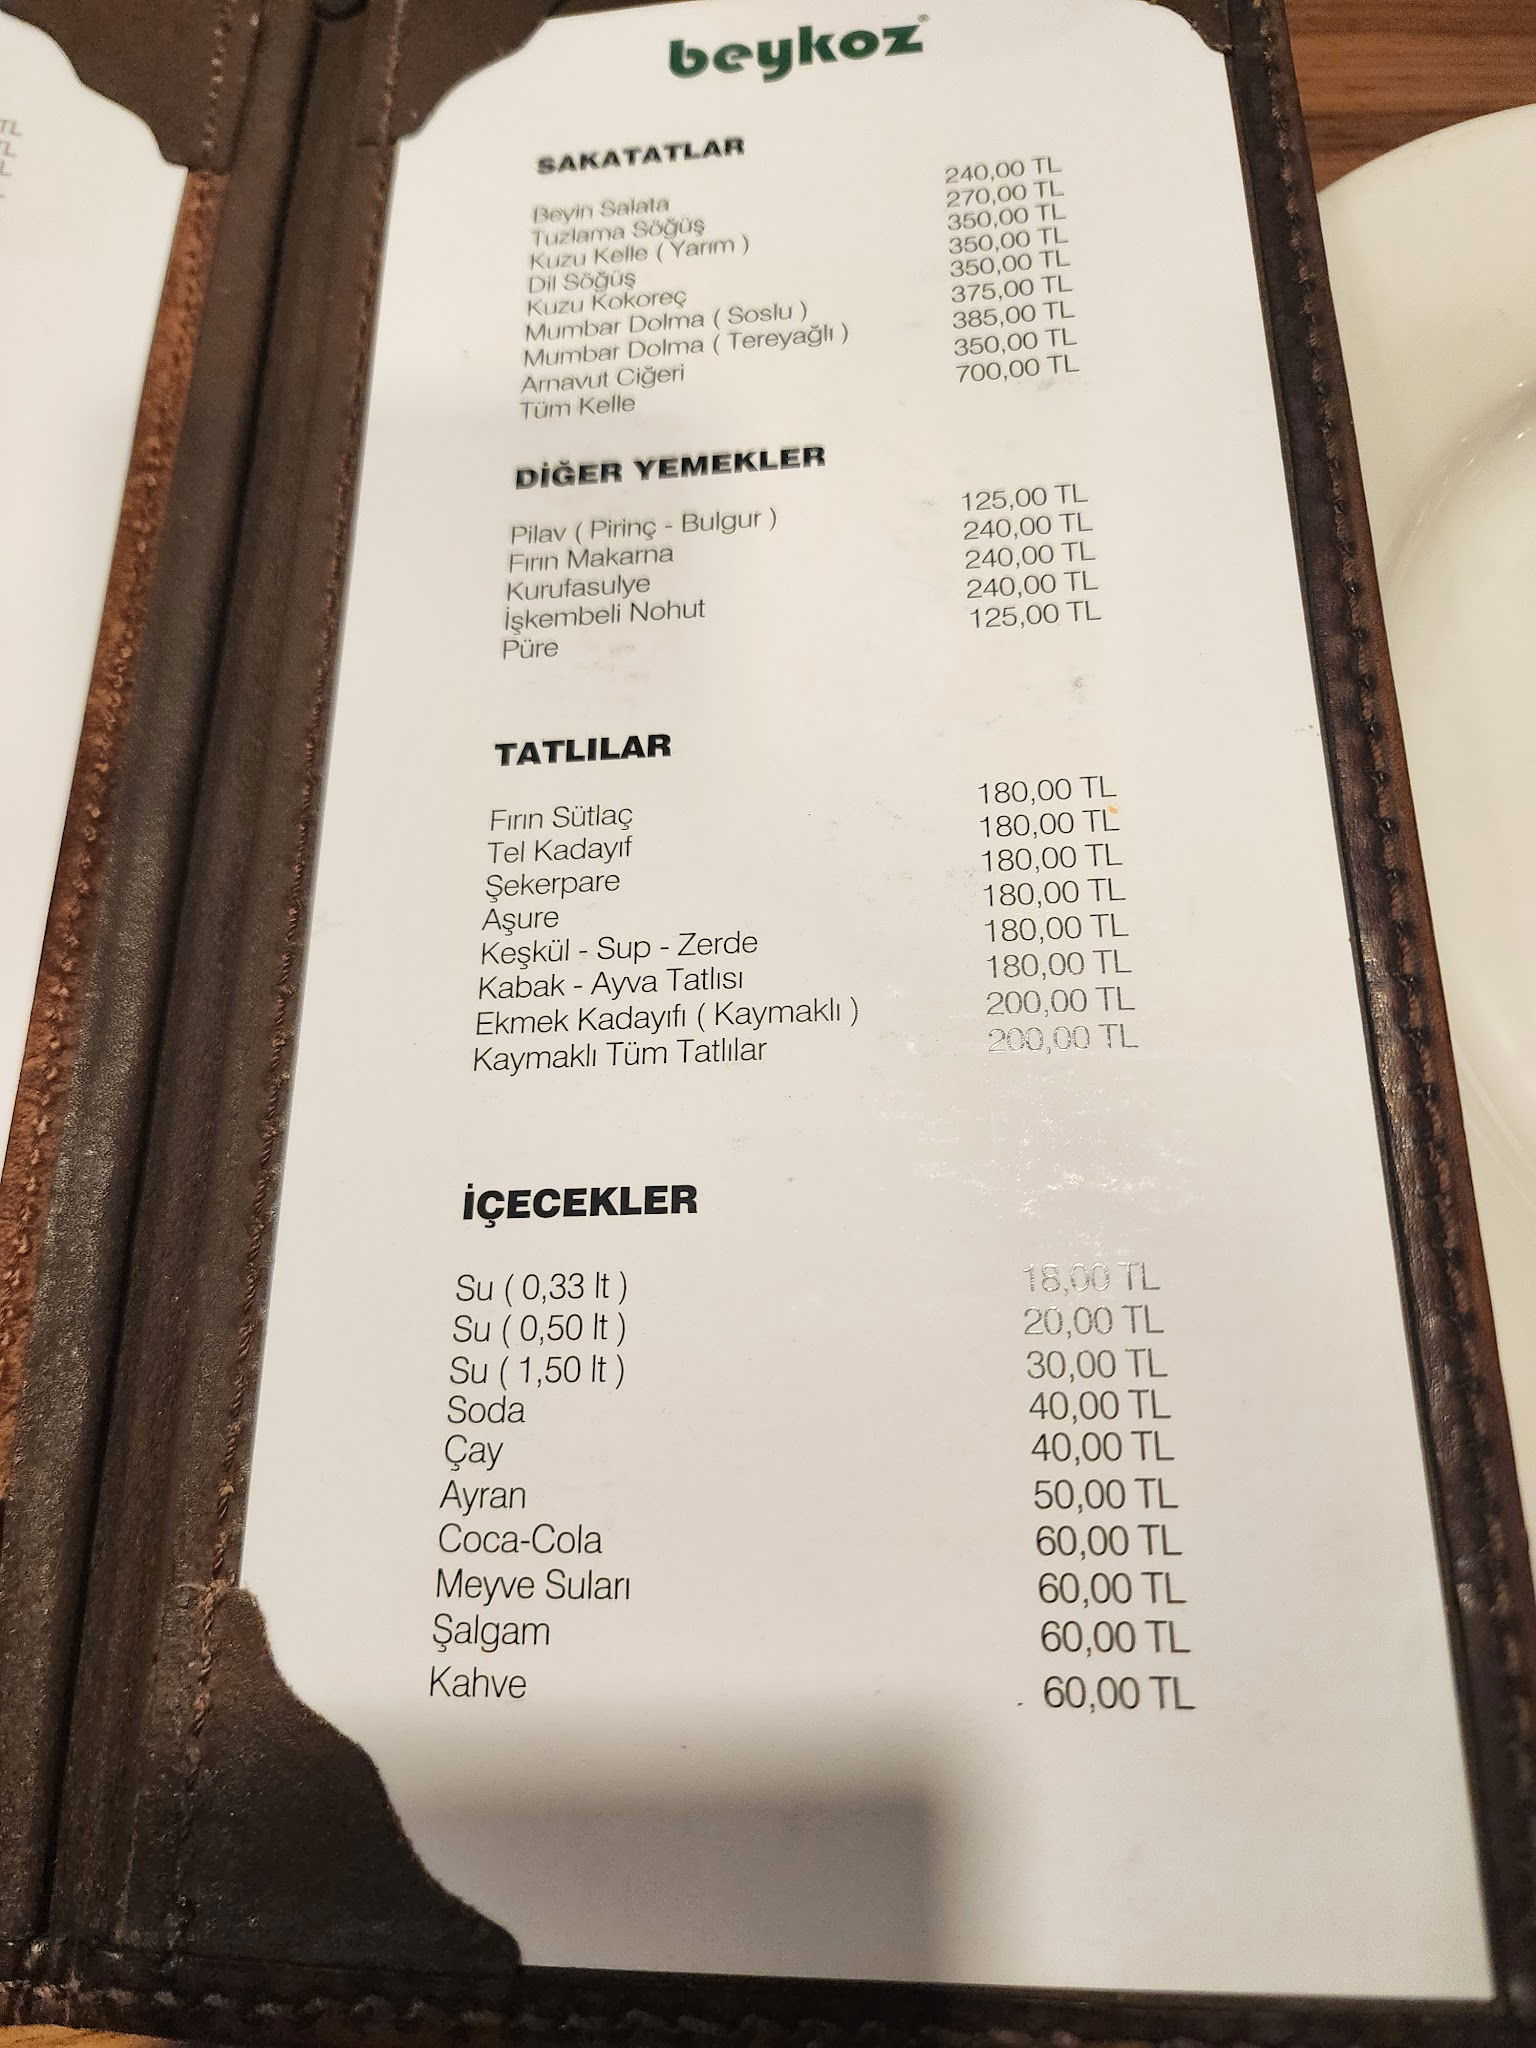 beykoz
SAKATATLAR
Beyin Salata 240,00 TL
Tuzlama Söğüş 270,00 TL
Kuzu Kelle ( Yarım ) 350,00 TL
Dil Söğüş 350,00 TL
Kuzu Kokoreç 350,00 TL
Mumbar Dolma ( Soslu ) 375,00 TL
Mumbar Dolma ( Tereyağlı ) 385,00 TL
Arnavut Ciğeri 350,00 TL
Tüm Kelle 700,00 TL
DİĞER YEMEKLER
Pilav ( Pirinç - Bulgur ) 125,00 TL
Fırın Makarna 240,00 TL
Kurufasulye 240,00 TL
İşkembeli Nohut 240,00 TL
Püre 125,00 TL
TATLILAR
Fırın Sütlaç 180,00 TL
Tel Kadayıf 180,00 TL
Şekerpare 180,00 TL
Aşure 180,00 TL
Keşkül - Sup - Zerde 180,00 TL
Kabak - Ayva Tatlısı 180,00 TL
Ekmek Kadayıfı ( Kaymaklı ) 200,00 TL
Kaymaklı Tüm Tatlılar 200,00 TL
İÇECEKLER
Su ( 0,33 lt ) 18,00 TL
Su ( 0,50 lt ) 20,00 TL
Su ( 1,50 lt ) 30,00 TL
Soda 40,00 TL
Çay 40,00 TL
Ayran 50,00 TL
Coca-Cola 60,00 TL
Meyve Suları 60,00 TL
Şalgam 60,00 TL
Kahve 60,00 TL